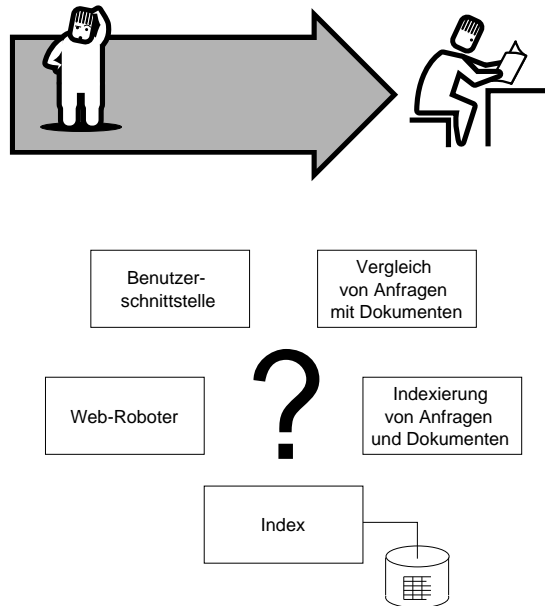 Benutzer-
schnittstelle
Vergleich
von Anfragen
mit Dokumenten
Web-Roboter
?
Indexierung
von Anfragen
und Dokumenten
Index